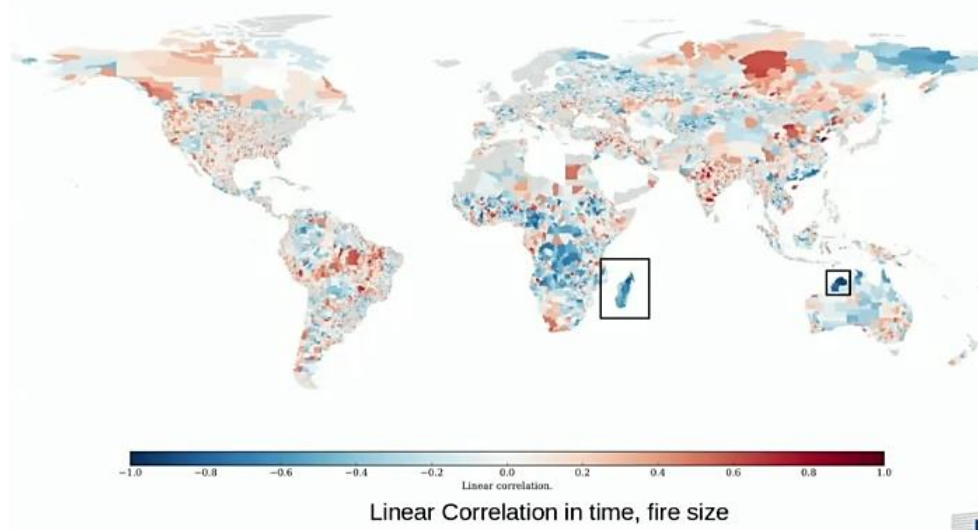 −1.0 −0.8 −0.6 −0.4 −0.2 0.0 0.2 0.4 0.6 0.8 1.0
Linear correlation.
Linear Correlation in time, fire size